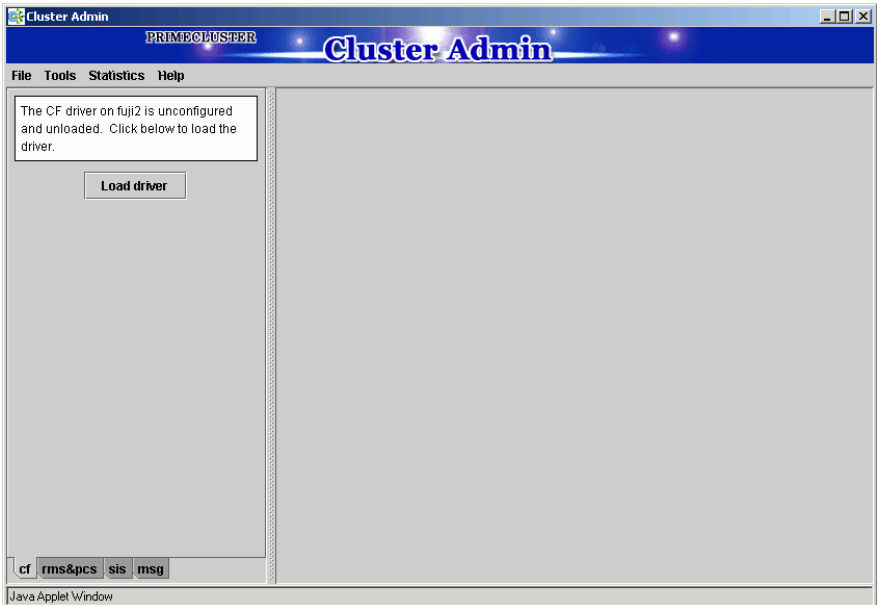 Cluster Admin
PRIMECLUSTER
Cluster Admin
File Tools Statistics Help
The CF driver on fuji2 is unconfigured
and unloaded. Click below to load the
driver.
Load driver
cf rms&pcs sis msg
Java Applet Window